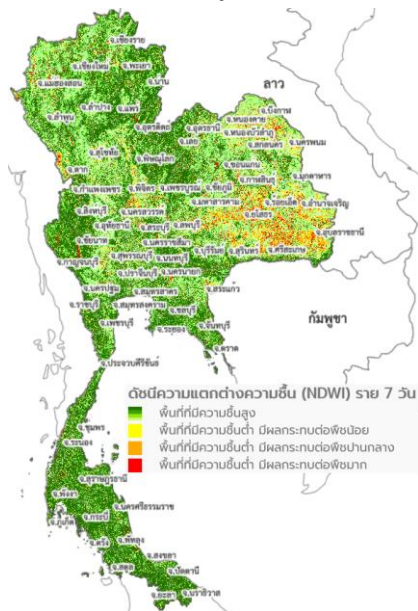 จ.เชียงราย
จ.เชียงใหม่
จ.พะเยา
จ.แม่ฮ่องสอน
จ.น่าน
จ.ลำปาง
จ.แพร่
จ.ลำพูน
จ.อุตรดิตถ์
ลาว
จ.บึงกาฬ
จ.หนองคาย
จ.อุดรธานี
จ.เลย
จ.หนองบัวลำภู
จ.สกลนคร
จ.นครพนม
จ.สุโขทัย
จ.พิษณุโลก
จ.ตาก
จ.ขอนแก่น
จ.กาฬสินธุ์
จ.มุกดาหาร
จ.กำแพงเพชร
จ.พิจิตร
จ.เพชรบูรณ์
จ.ชัยภูมิ
จ.มหาสารคาม
จ.ร้อยเอ็ด
จ.อำนาจเจริญ
จ.ยโสธร
จ.สิงห์บุรี
จ.นครสวรรค์
จ.อุทัยธานี
จ.สระบุรี
จ.ลพบุรี
จ.อุบลราชธานี
จ.ชัยนาท
จ.นครราชสีมา
จ.บุรีรัมย์
จ.สุรินทร์
จ.ศรีสะเกษ
จ.สุพรรณบุรี
จ.นนทบุรี
จ.กาญจนบุรี
จ.ปราจีนบุรี
จ.นครนายก
จ.นครปฐม
จ.สมุทรสาคร
จ.สระแก้ว
จ.ราชบุรี
จ.สมุทรสงคราม
จ.ชลบุรี
จ.เพชรบุรี
จ.ระยอง
จ.จันทบุรี
จ.ตราด
กัมพูชา
จ.ประจวบคีรีขันธ์
ดัชนีความแตกต่างความชื้น (NDWI) ราย 7 วัน
พื้นที่ที่มีความชื้นสูง
พื้นที่ที่มีความชื้นต่ำ มีผลกระทบต่อพืชน้อย
พื้นที่ที่มีความชื้นต่ำ มีผลกระทบต่อพืชปานกลาง
พื้นที่ที่มีความชื้นต่ำ มีผลกระทบต่อพืชมาก
จ.ชุมพร
จ.ระนอง
จ.สุราษฎร์ธานี
จ.พังงา
จ.นครศรีธรรมราช
จ.กระบี่
จ.ภูเก็ต
จ.ตรัง
จ.พัทลุง
จ.สงขลา
จ.สตูล
จ.ปัตตานี
จ.ยะลา
จ.นราธิวาส